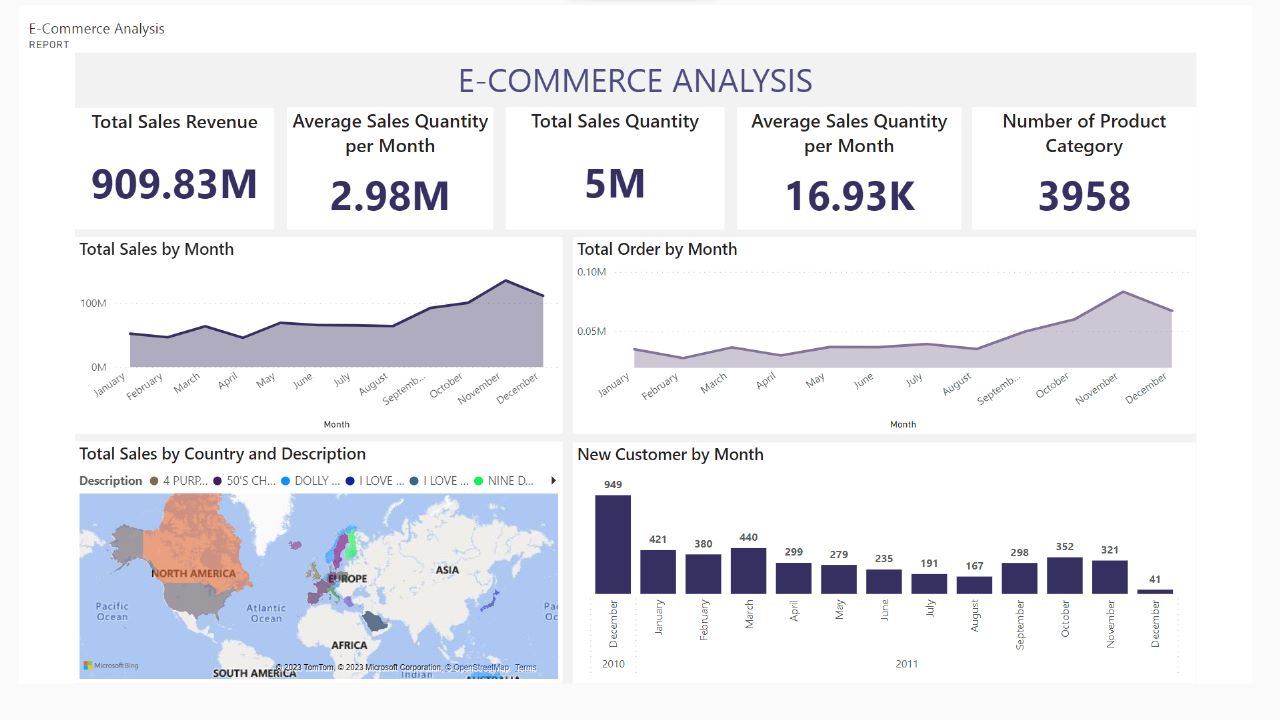 E-Commerce Analysis
REPORT
E-COMMERCE ANALYSIS
Total Sales Revenue
909.83M
Average Sales Quantity
per Month
2.98M
Total Sales Quantity
5M
Average Sales Quantity
per Month
16.93K
Number of Product
Category
3958
Total Sales by Month
100M
0M
January
February
March
April
May
June
July
August
Septemb...
October
November
December
Month
Total Order by Month
0.10M
0.05M
January
February
March
April
May
June
July
August
Septemb...
October
November
December
Month
Total Sales by Country and Description
Description 4 PURP... 50'S CH... DOLLY ... I LOVE ... I LOVE ... NINE D...
NORTH AMERICA
EUROPE
ASIA
Pacific
Ocean
Atlantic
Ocean
Pac
Oc
AFRICA
SOUTH AMERICA
Indian
AUSTRALIA
Microsoft Bing
© 2023 TomTom, © 2023 Microsoft Corporation, © OpenStreetMap Terms
New Customer by Month
949
421
380
440
299
279
235
191
167
298
352
321
41
December
January
February
March
April
May
June
July
August
September
October
November
December
2010
2011